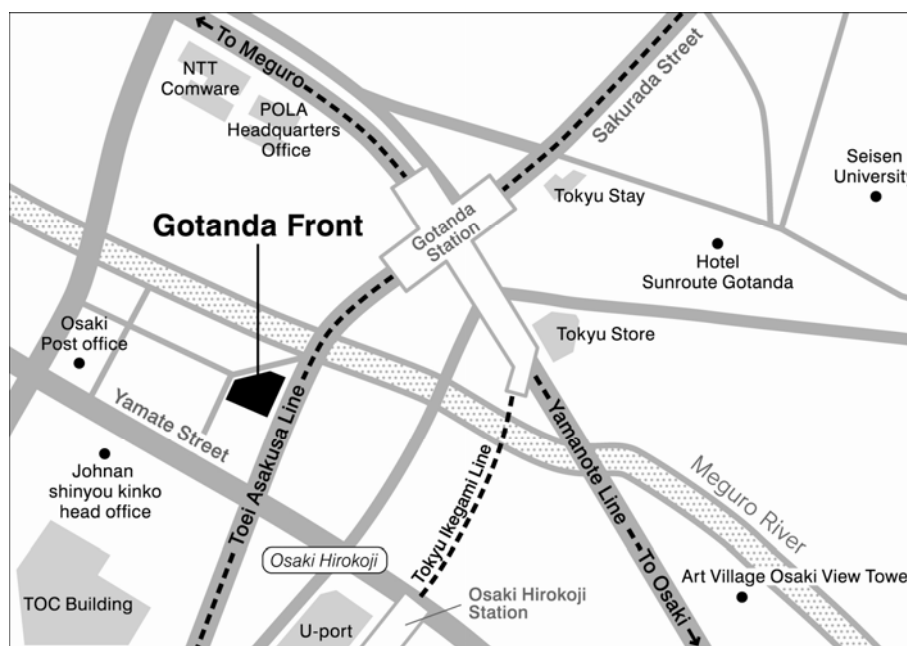 To Meguro
NTT
Comware
POLA
Headquarters
Office
Sakurada Street
Seisen
University
Tokyu Stay
Gotanda
Station
Gotanda Front
Hotel
Sunroute Gotanda
Osaki
Post office
Tokyu Store
Yamate Street
Toei Asakusa Line
Yamanote Line
Johnan
shinyou kinko
head office
Tokyu Ikegami Line
Meguro River
Osaki Hirokoji
To Osaki
Art Village Osaki View Tower
TOC Building
Osaki Hirokoji
Station
U-port